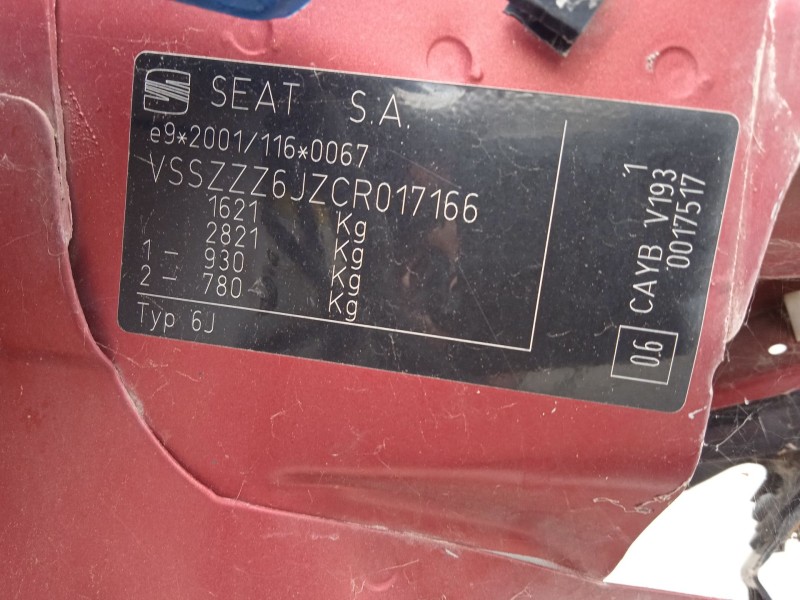 SEAT S.A.
e9*2001/116*0067
VSSZZZ6JZCR017166
1621 Kg
2821 Kg
1 - 930 Kg
2 - 780 Kg
Typ 6J
1
CAYB V193
0017517
0.6